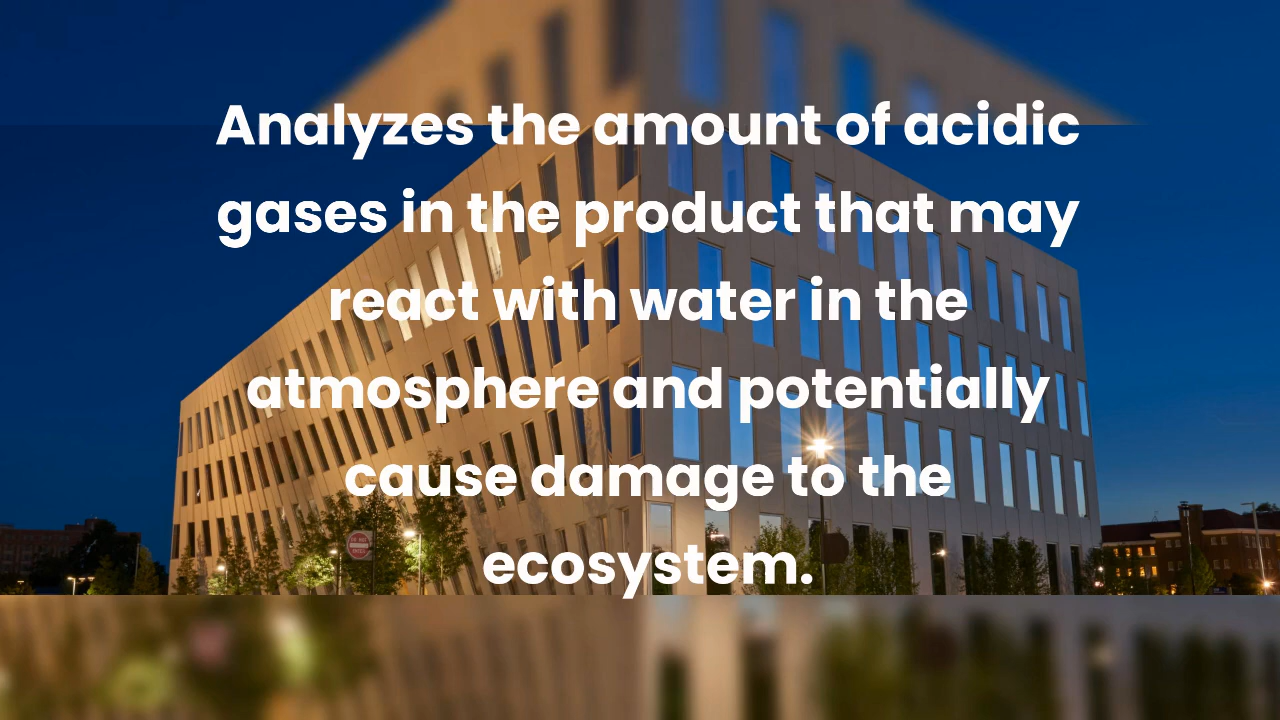 Analyzes the amount of acidic
gases in the product that may
react with water in the
atmosphere and potentially
cause damage to the
ecosystem.